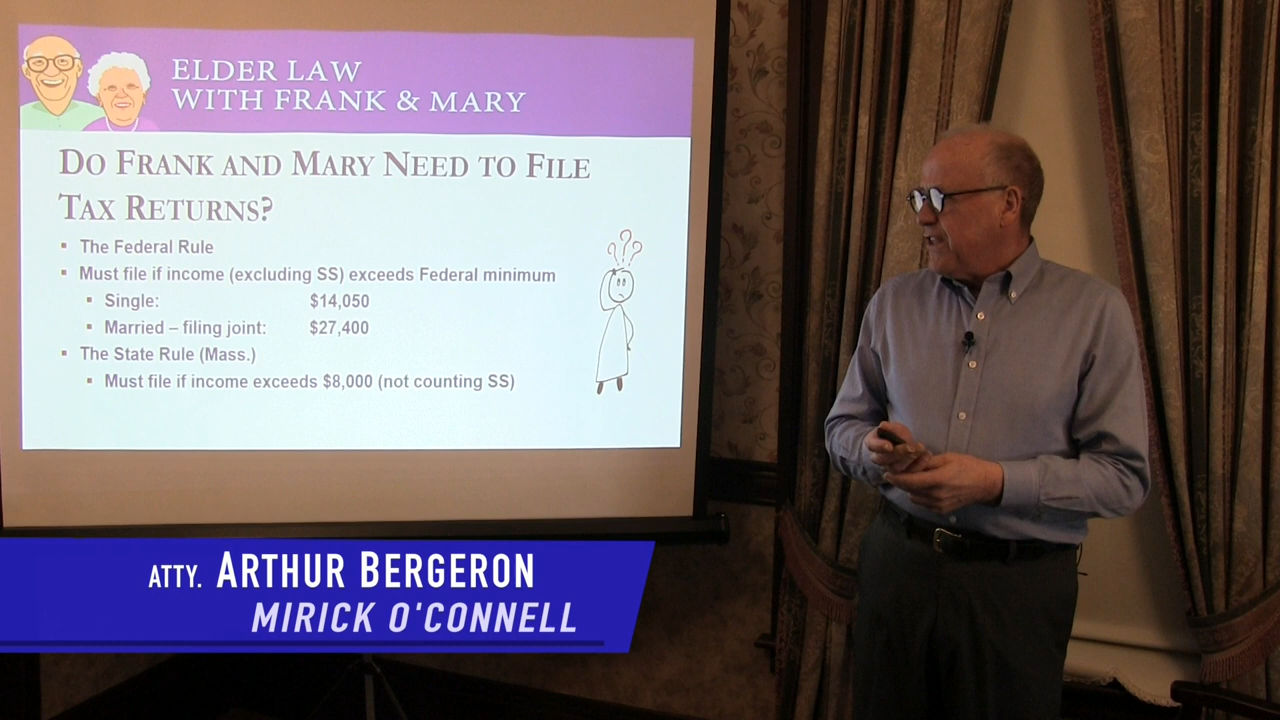 ELDER LAW
WITH FRANK & MARY
DO FRANK AND MARY NEED TO FILE
TAX RETURNS?
▪ The Federal Rule
▪ Must file if income (excluding SS) exceeds Federal minimum
▪ Single: $14,050
▪ Married – filing joint: $27,400
▪ The State Rule (Mass.)
▪ Must file if income exceeds $8,000 (not counting SS)
???
ATTY. ARTHUR BERGERON
MIRICK O'CONNELL